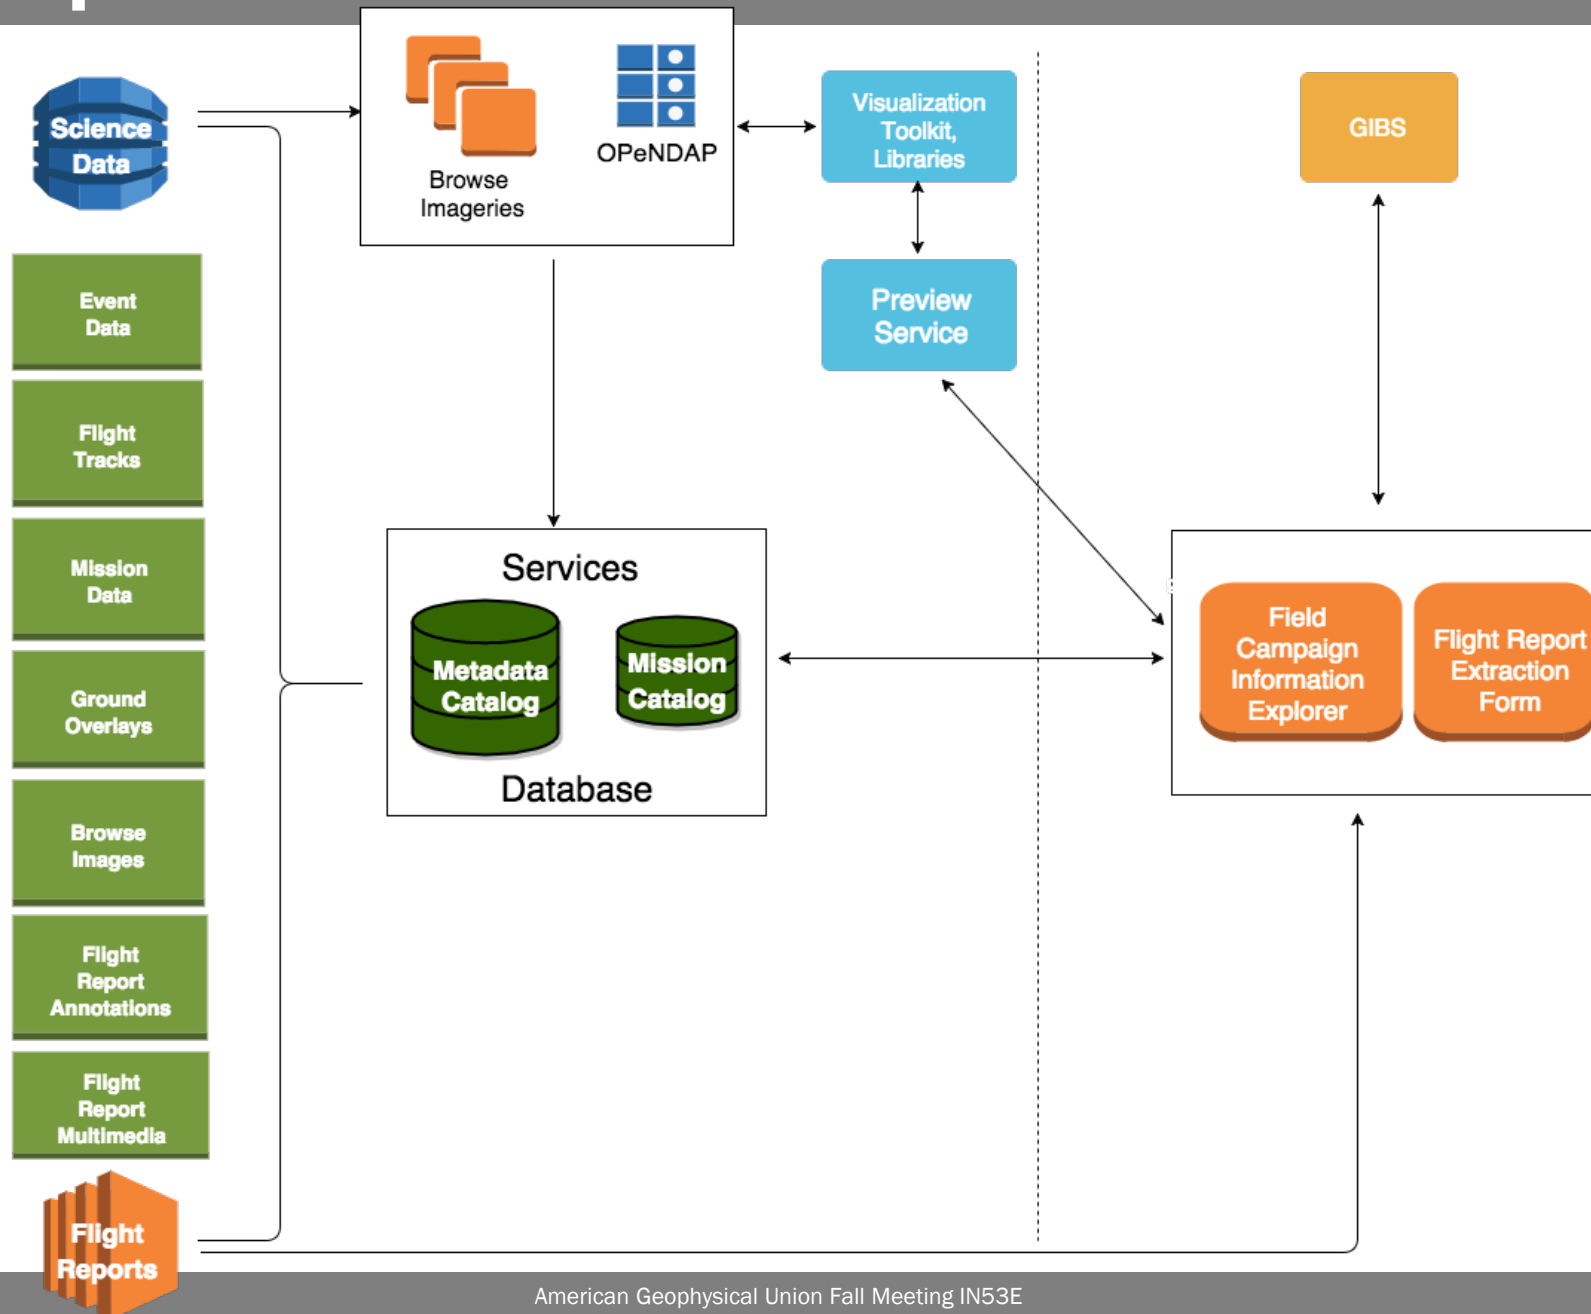 Science
Data
Browse
Imageries
OPeNDAP
Visualization
Toolkit,
Libraries
GIBS
Event
Data
Preview
Service
Flight
Tracks
Mission
Data
Services
Metadata
Catalog
Mission
Catalog
Database
Field
Campaign
Information
Explorer
Flight Report
Extraction
Form
Ground
Overlays
Browse
Images
Flight
Report
Annotations
Flight
Report
Multimedia
Flight
Reports
American Geophysical Union Fall Meeting IN53E